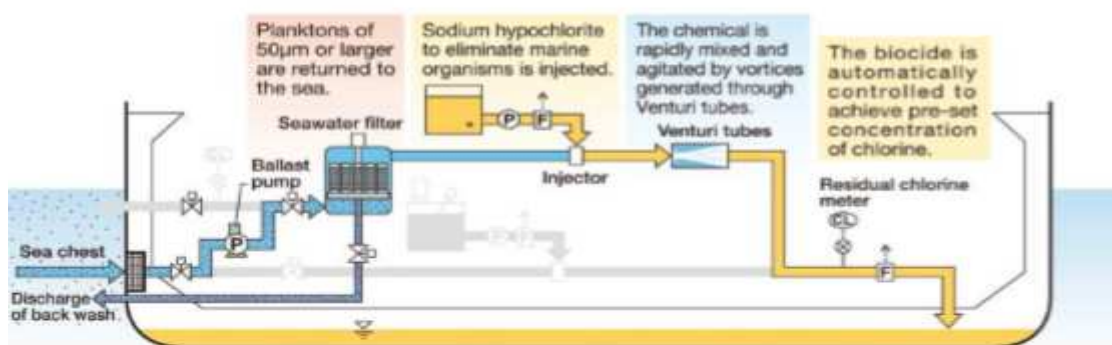 Planktons of
50μm or larger
are returned to
the sea.
Seawater filter
Sodium hypochlorite
to eliminate marine
organisms is injected.
The chemical is
rapidly mixed and
agitated by vortices
generated through
Venturi tubes.
The biocide is
automatically
controlled to
achieve pre-set
concentration
of chlorine.
P
F
Venturi tubes
Injector
Ballast
pump
P
Residual chlorine
meter
CL
F
Sea chest
Discharge
of back wash